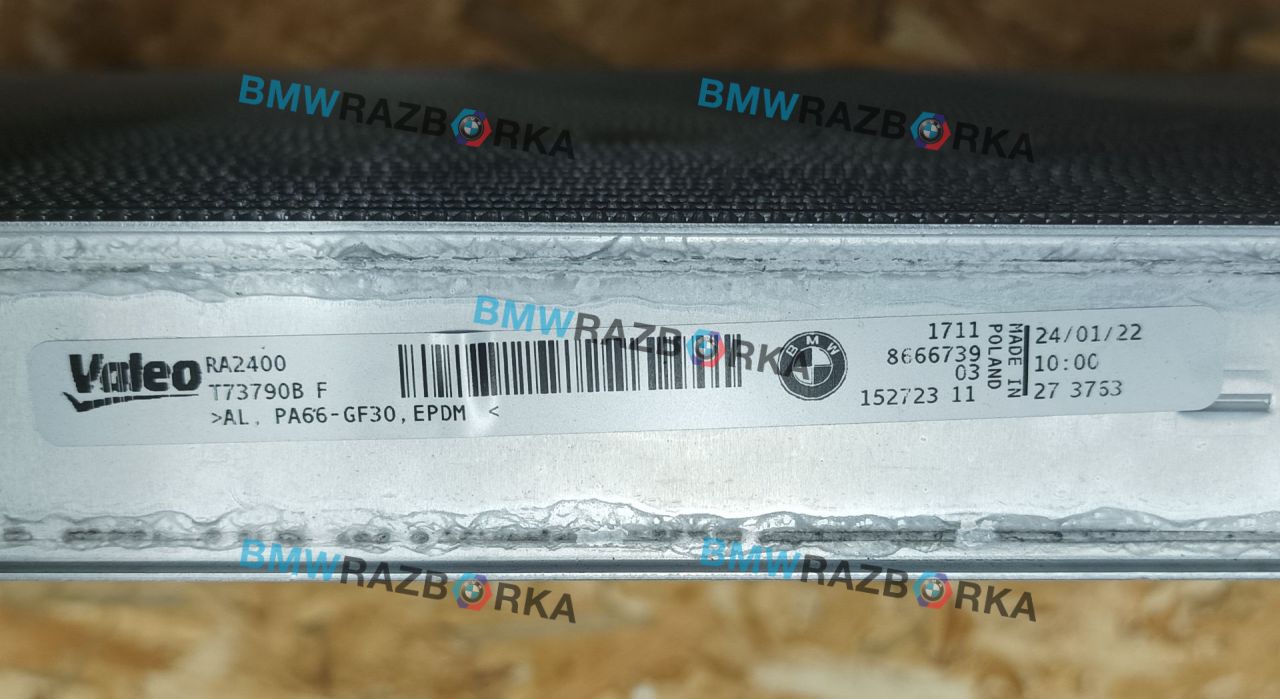 BMWRAZBORKA
BMWRAZBORKA
BMWRAZBORKA
Valeo
RA2400
T73790B F
>AL, PA66-GF30, EPDM <
BMW
1711
8666739
03
152723 11
MADE IN
POLAND
24/01/22
10:00
27 3763
BMWRAZBORKA
BMWRAZBORKA